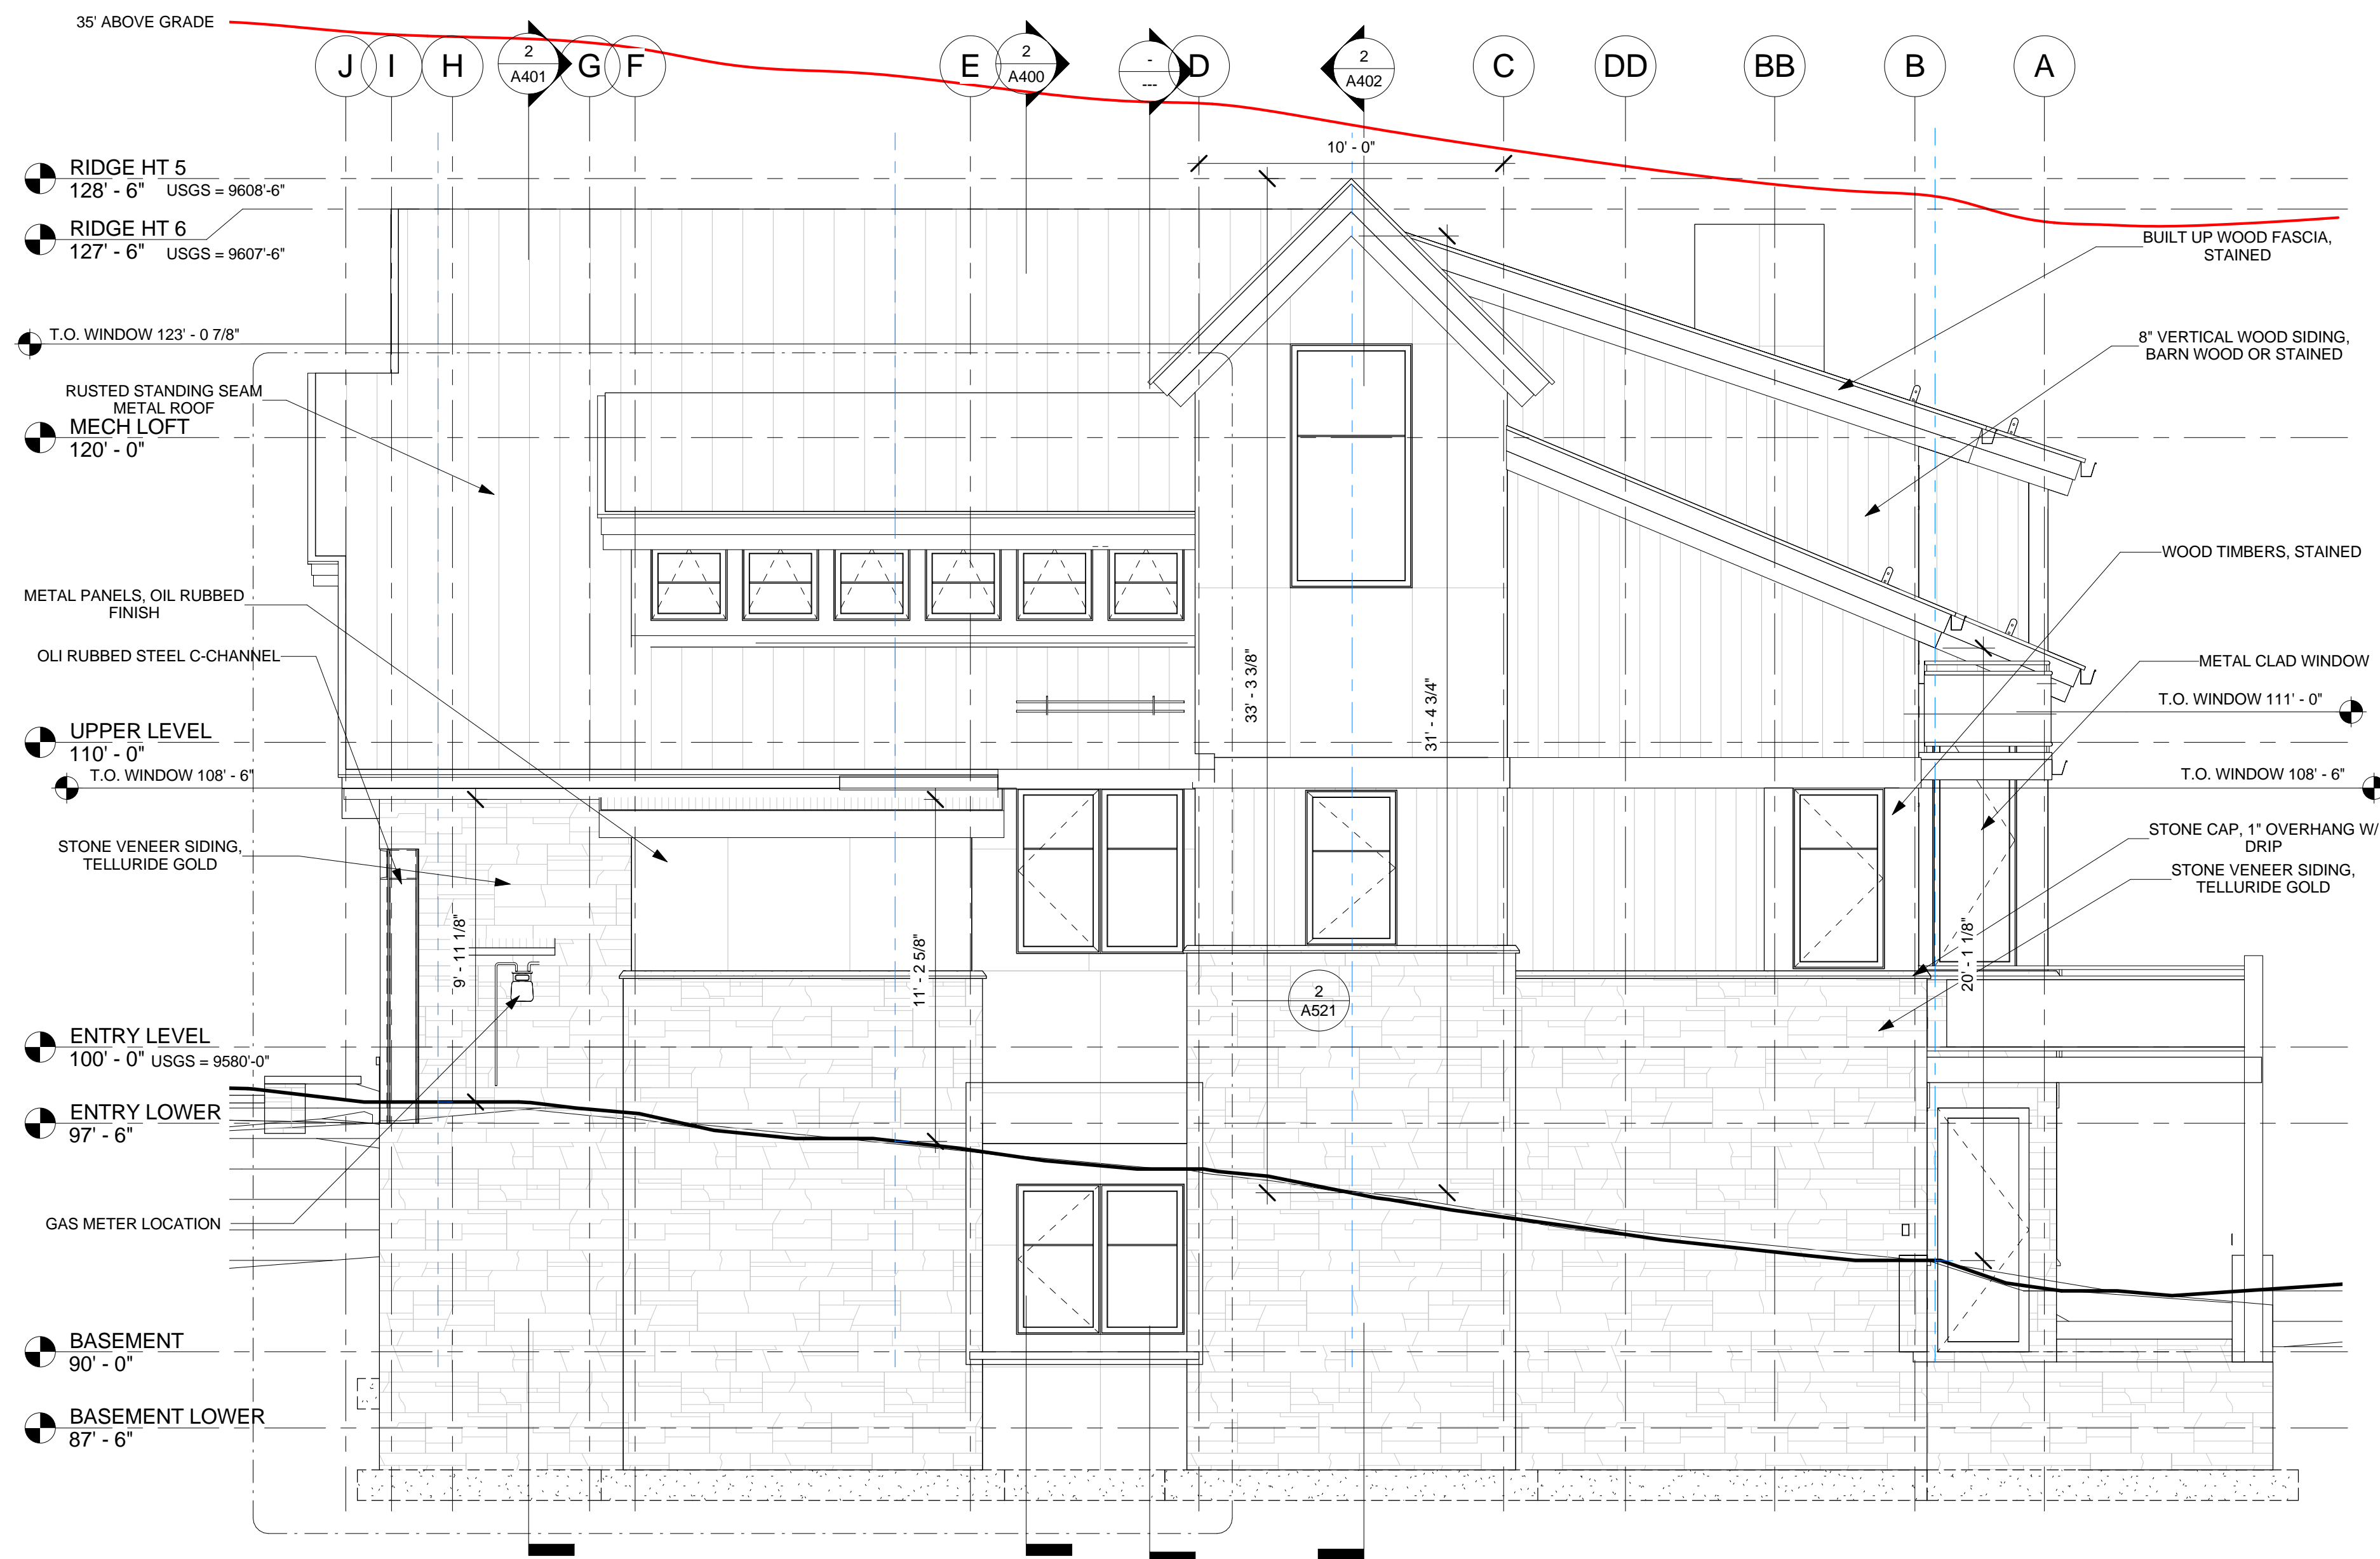 35' ABOVE GRADE
J
I
H
2
A401
G
F
E
2
A400
-
---
D
2
A402
C
DD
BB
B
A
10' - 0"
RIDGE HT 5
128' - 6" USGS = 9608'-6"
RIDGE HT 6
127' - 6" USGS = 9607'-6"
BUILT UP WOOD FASCIA,
STAINED
T.O. WINDOW 123' - 0 7/8"
8" VERTICAL WOOD SIDING,
BARN WOOD OR STAINED
RUSTED STANDING SEAM
METAL ROOF
MECH LOFT
120' - 0"
WOOD TIMBERS, STAINED
METAL PANELS, OIL RUBBED
FINISH
OLI RUBBED STEEL C-CHANNEL
METAL CLAD WINDOW
33' - 3 3/8"
31' - 4 3/4"
T.O. WINDOW 111' - 0"
UPPER LEVEL
110' - 0"
T.O. WINDOW 108' - 6"
T.O. WINDOW 108' - 6"
STONE VENEER SIDING,
TELLURIDE GOLD
STONE CAP, 1" OVERHANG W/
DRIP
STONE VENEER SIDING,
TELLURIDE GOLD
9' - 11 1/8"
11' - 2 5/8"
20' - 1 1/8"
2
A521
ENTRY LEVEL
100' - 0" USGS = 9580'-0"
ENTRY LOWER
97' - 6"
GAS METER LOCATION
BASEMENT
90' - 0"
BASEMENT LOWER
87' - 6"